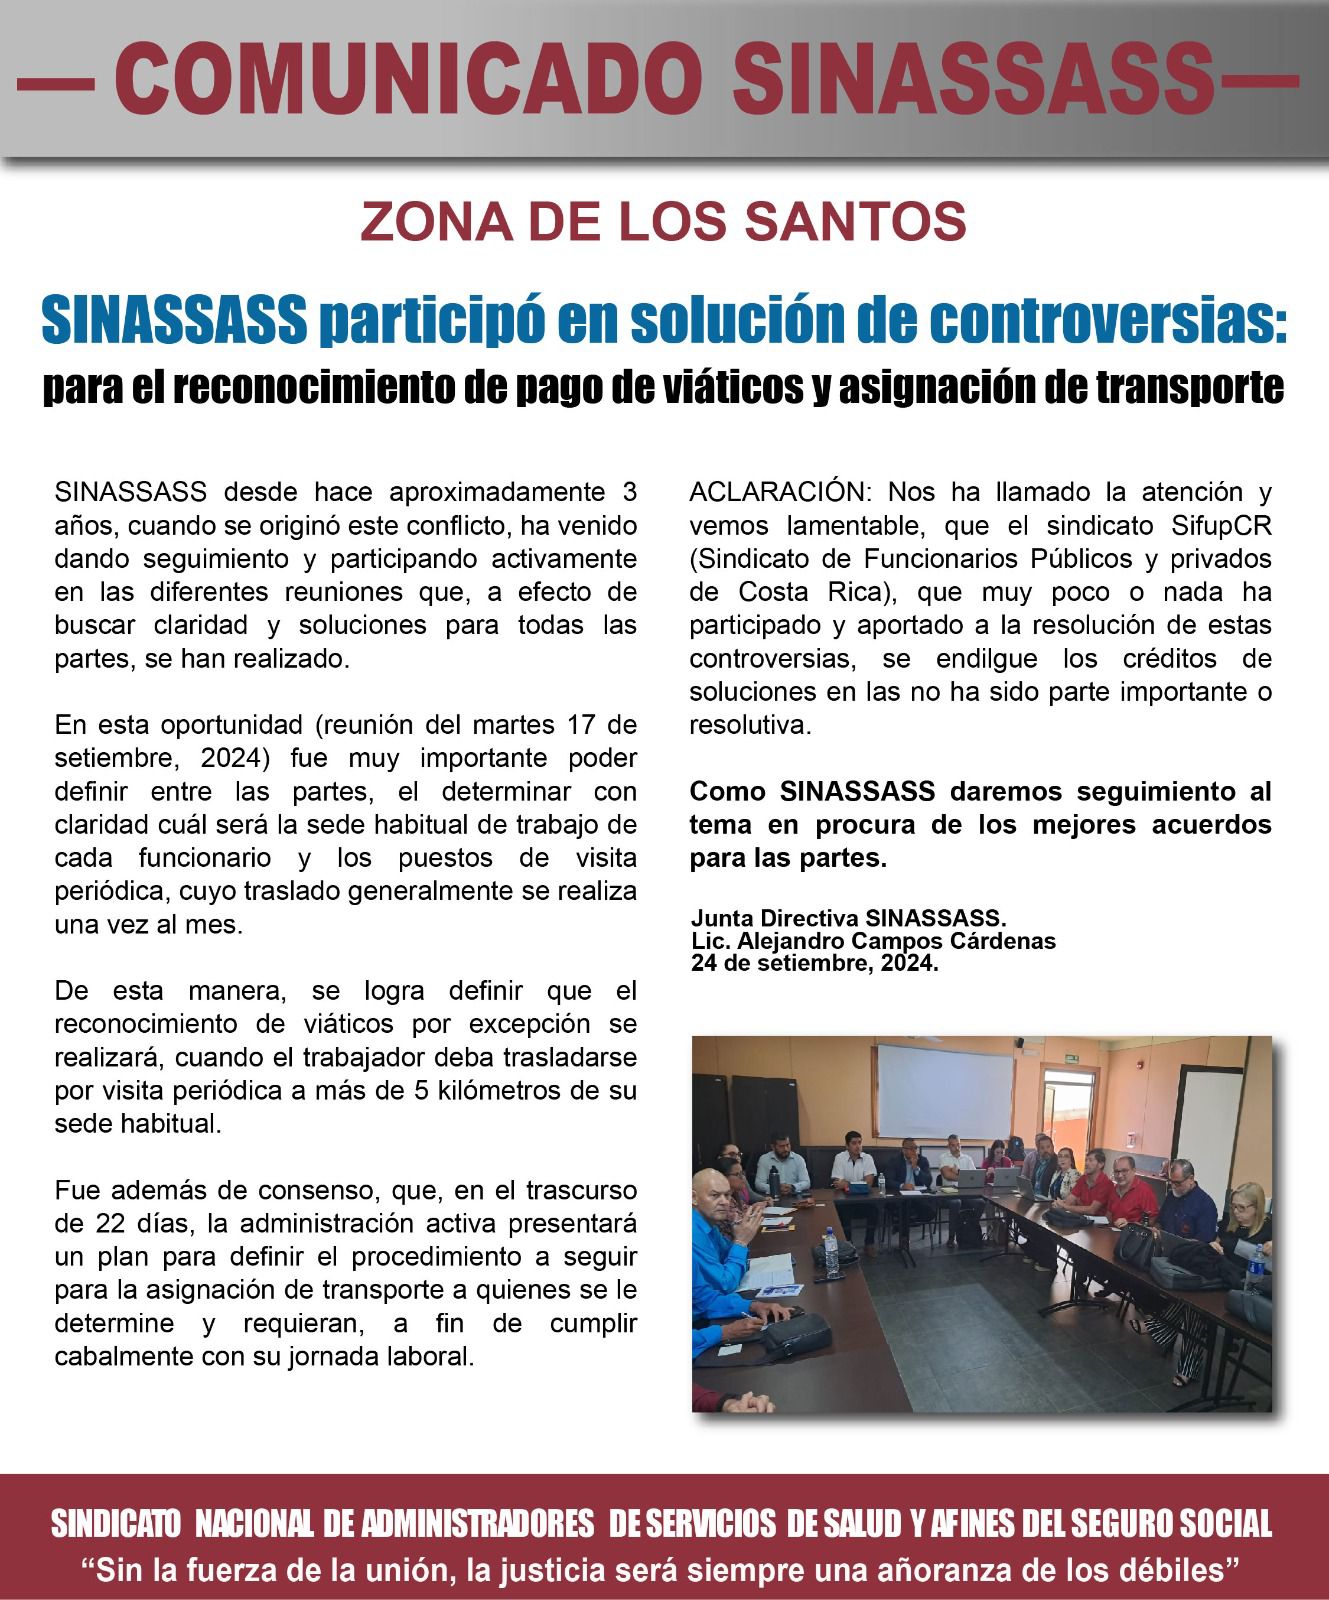 — COMUNICADO SINASSASS —
ZONA DE LOS SANTOS
SINASSASS participó en solución de controversias:
para el reconocimiento de pago de viáticos y asignación de transporte
SINASSASS desde hace aproximadamente 3
años, cuando se originó este conflicto, ha venido
dando seguimiento y participando activamente
en las diferentes reuniones que, a efecto de
buscar claridad y soluciones para todas las
partes, se han realizado.
En esta oportunidad (reunión del martes 17 de
setiembre, 2024) fue muy importante poder
definir entre las partes, el determinar con
claridad cuál será la sede habitual de trabajo de
cada funcionario y los puestos de visita
periódica, cuyo traslado generalmente se realiza
una vez al mes.
De esta manera, se logra definir que el
reconocimiento de viáticos por excepción se
realizará, cuando el trabajador deba trasladarse
por visita periódica a más de 5 kilómetros de su
sede habitual.
Fue además de consenso, que, en el trascurso
de 22 días, la administración activa presentará
un plan para definir el procedimiento a seguir
para la asignación de transporte a quienes se le
determine y requieran, a fin de cumplir
cabalmente con su jornada laboral.
ACLARACIÓN: Nos ha llamado la atención y
vemos lamentable, que el sindicato SifupCR
(Sindicato de Funcionarios Públicos y privados
de Costa Rica), que muy poco o nada ha
participado y aportado a la resolución de estas
controversias, se endilgue los créditos de
soluciones en las no ha sido parte importante o
resolutiva.
Como SINASSASS daremos seguimiento al
tema en procura de los mejores acuerdos
para las partes.
Junta Directiva SINASSASS.
Lic. Alejandro Campos Cárdenas
24 de setiembre, 2024.
SINDICATO NACIONAL DE ADMINISTRADORES DE SERVICIOS DE SALUD Y AFINES DEL SEGURO SOCIAL
“Sin la fuerza de la unión, la justicia será siempre una añoranza de los débiles”